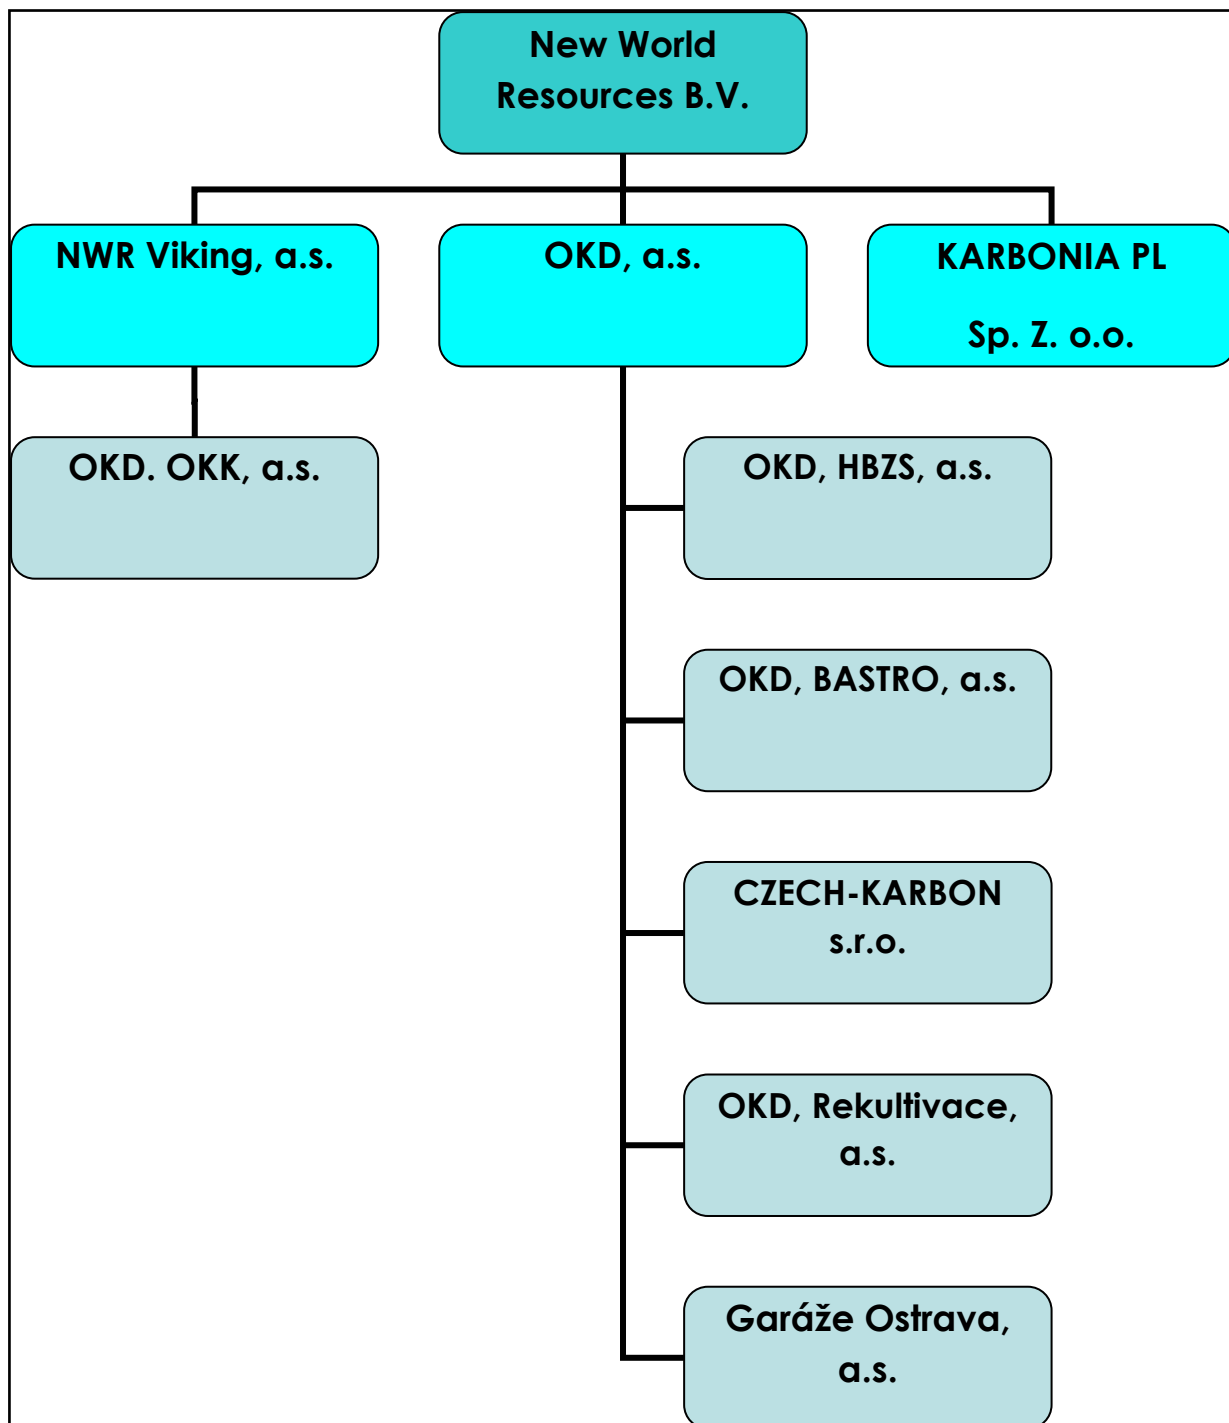 New World
Resources B.V.
NWR Viking, a.s.
OKD, a.s.
KARBONIA PL
Sp. Z. o.o.
OKD. OKK, a.s.
OKD, HBZS, a.s.
OKD, BASTRO, a.s.
CZECH-KARBON
s.r.o.
OKD, Rekultivace,
a.s.
Garáže Ostrava,
a.s.